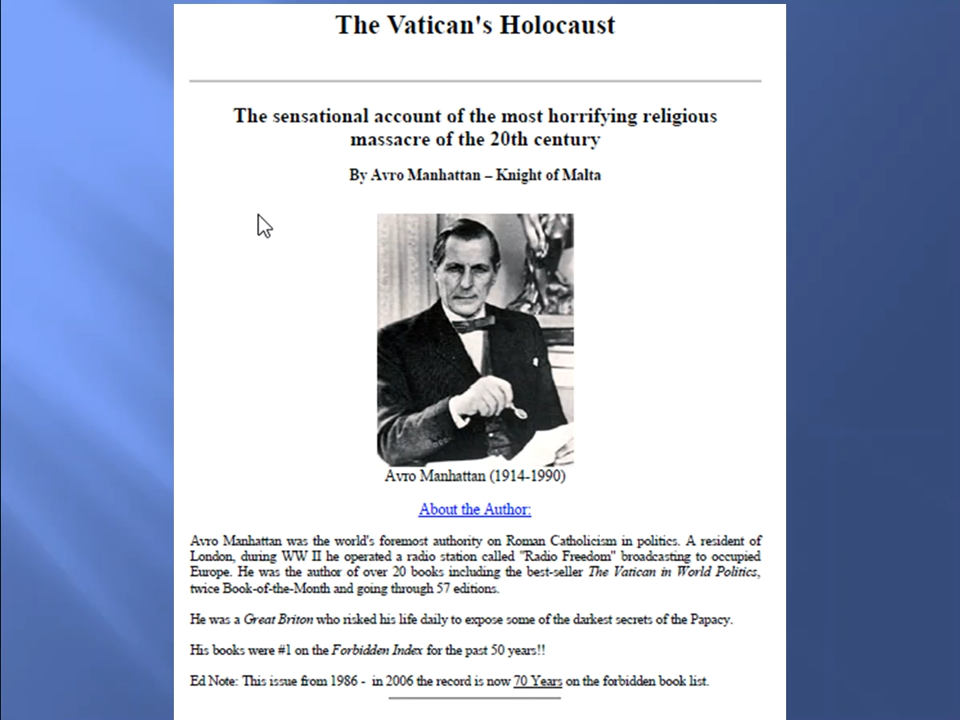 The Vatican's Holocaust
The sensational account of the most horrifying religious
massacre of the 20th century
By Avro Manhattan – Knight of Malta
Avro Manhattan (1914-1990)
About the Author:
Avro Manhattan was the world's foremost authority on Roman Catholicism in politics. A resident of
London, during WW II he operated a radio station called "Radio Freedom" broadcasting to occupied
Europe. He was the author of over 20 books including the best-seller The Vatican in World Politics,
twice Book-of-the-Month and going through 57 editions.
He was a Great Briton who risked his life daily to expose some of the darkest secrets of the Papacy.
His books were #1 on the Forbidden Index for the past 50 years!!
Ed Note: This issue from 1986 - in 2006 the record is now 70 Years on the forbidden book list.